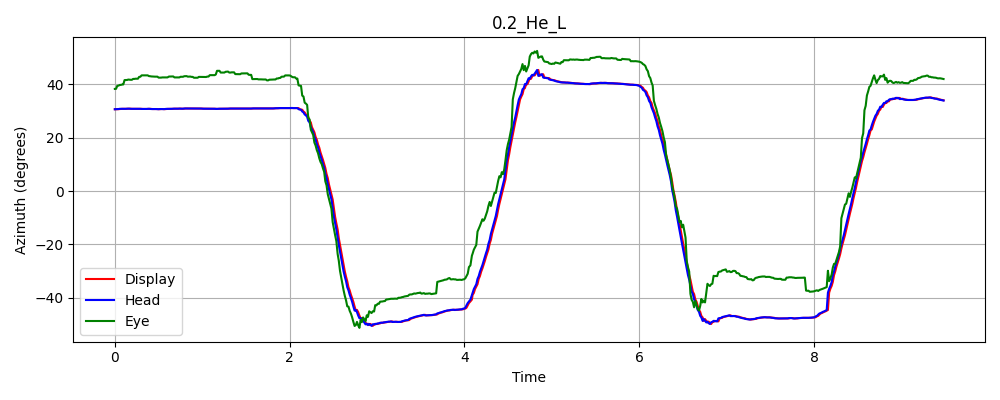 0.2_He_L
Azimuth (degrees)
40
20
0
−20
−40
Display
Head
Eye
0 2 4 6 8
Time